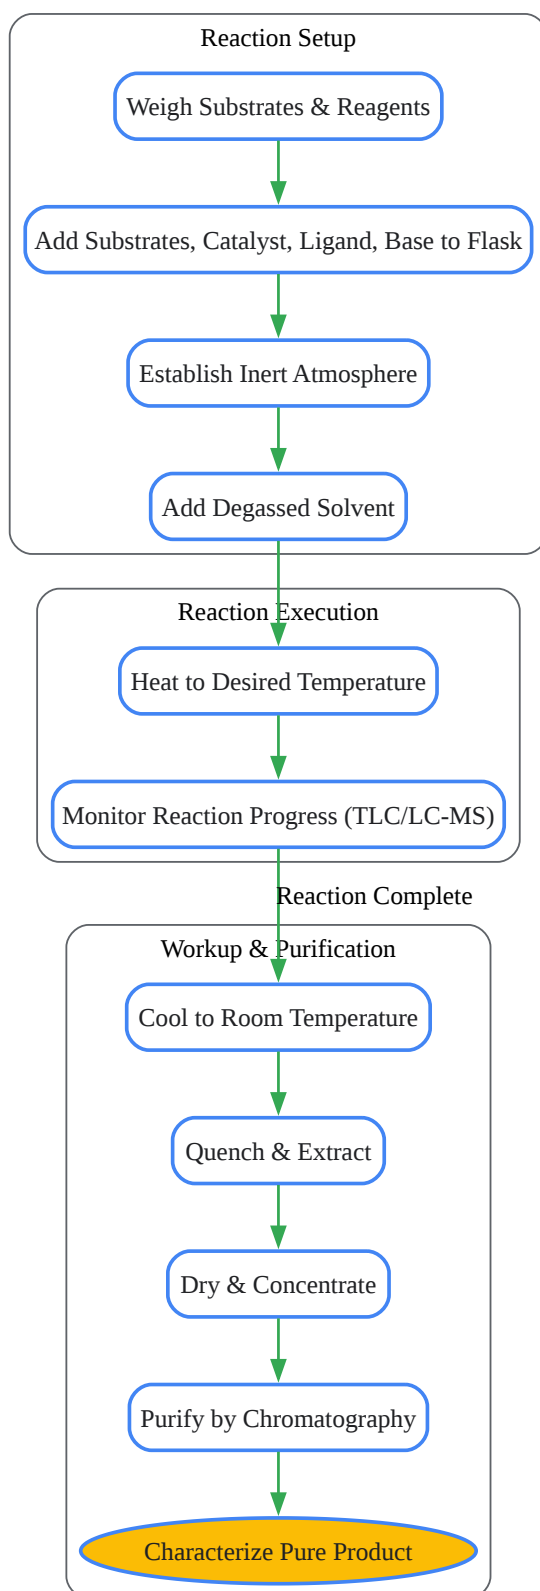 Reaction Setup
Weigh Substrates & Reagents
Add Substrates, Catalyst, Ligand, Base to Flask
Establish Inert Atmosphere
Add Degassed Solvent
Reaction Execution
Heat to Desired Temperature
Monitor Reaction Progress (TLC/LC-MS)
Reaction Complete
Workup & Purification
Cool to Room Temperature
Quench & Extract
Dry & Concentrate
Purify by Chromatography
Characterize Pure Product